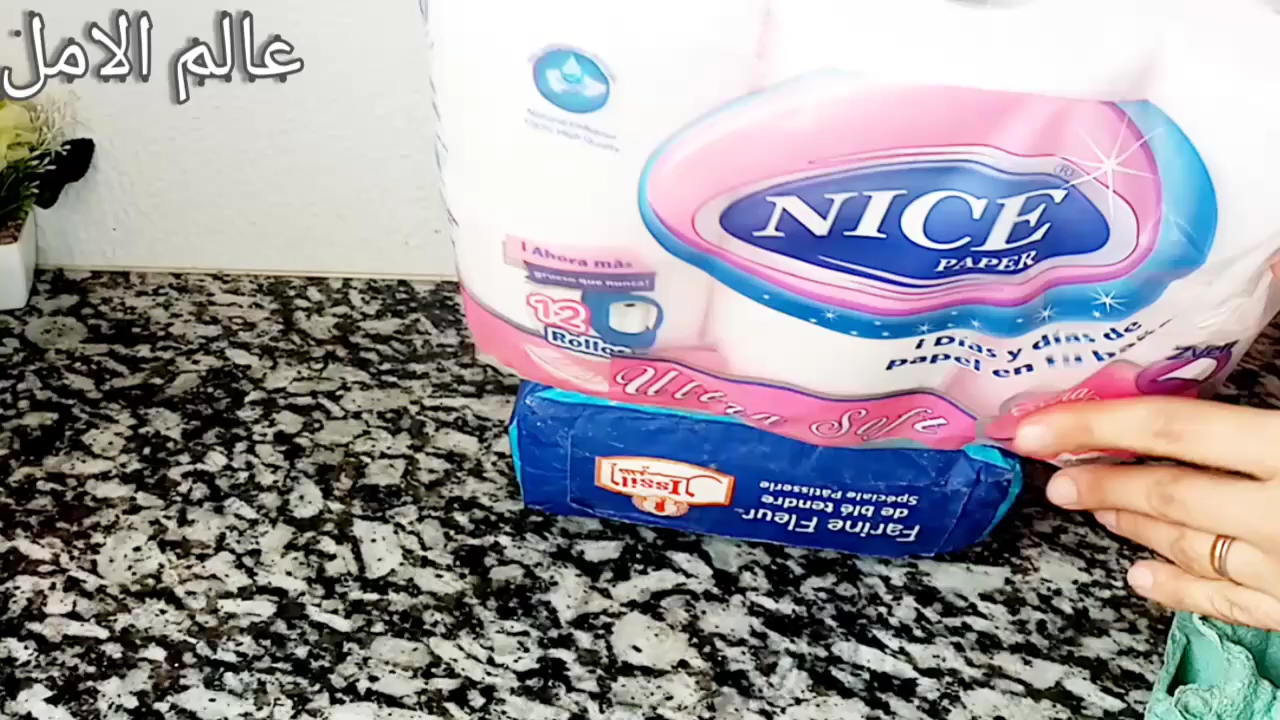 عالم الامل
NICE®
PAPER
¡Ahora más
grueso que nunca!
12
Rollos
¡Días y días de
papel en tu
Ultra Soft
Issil
Farine Fleur
de blé tendre
Spéciale Pâtisserie